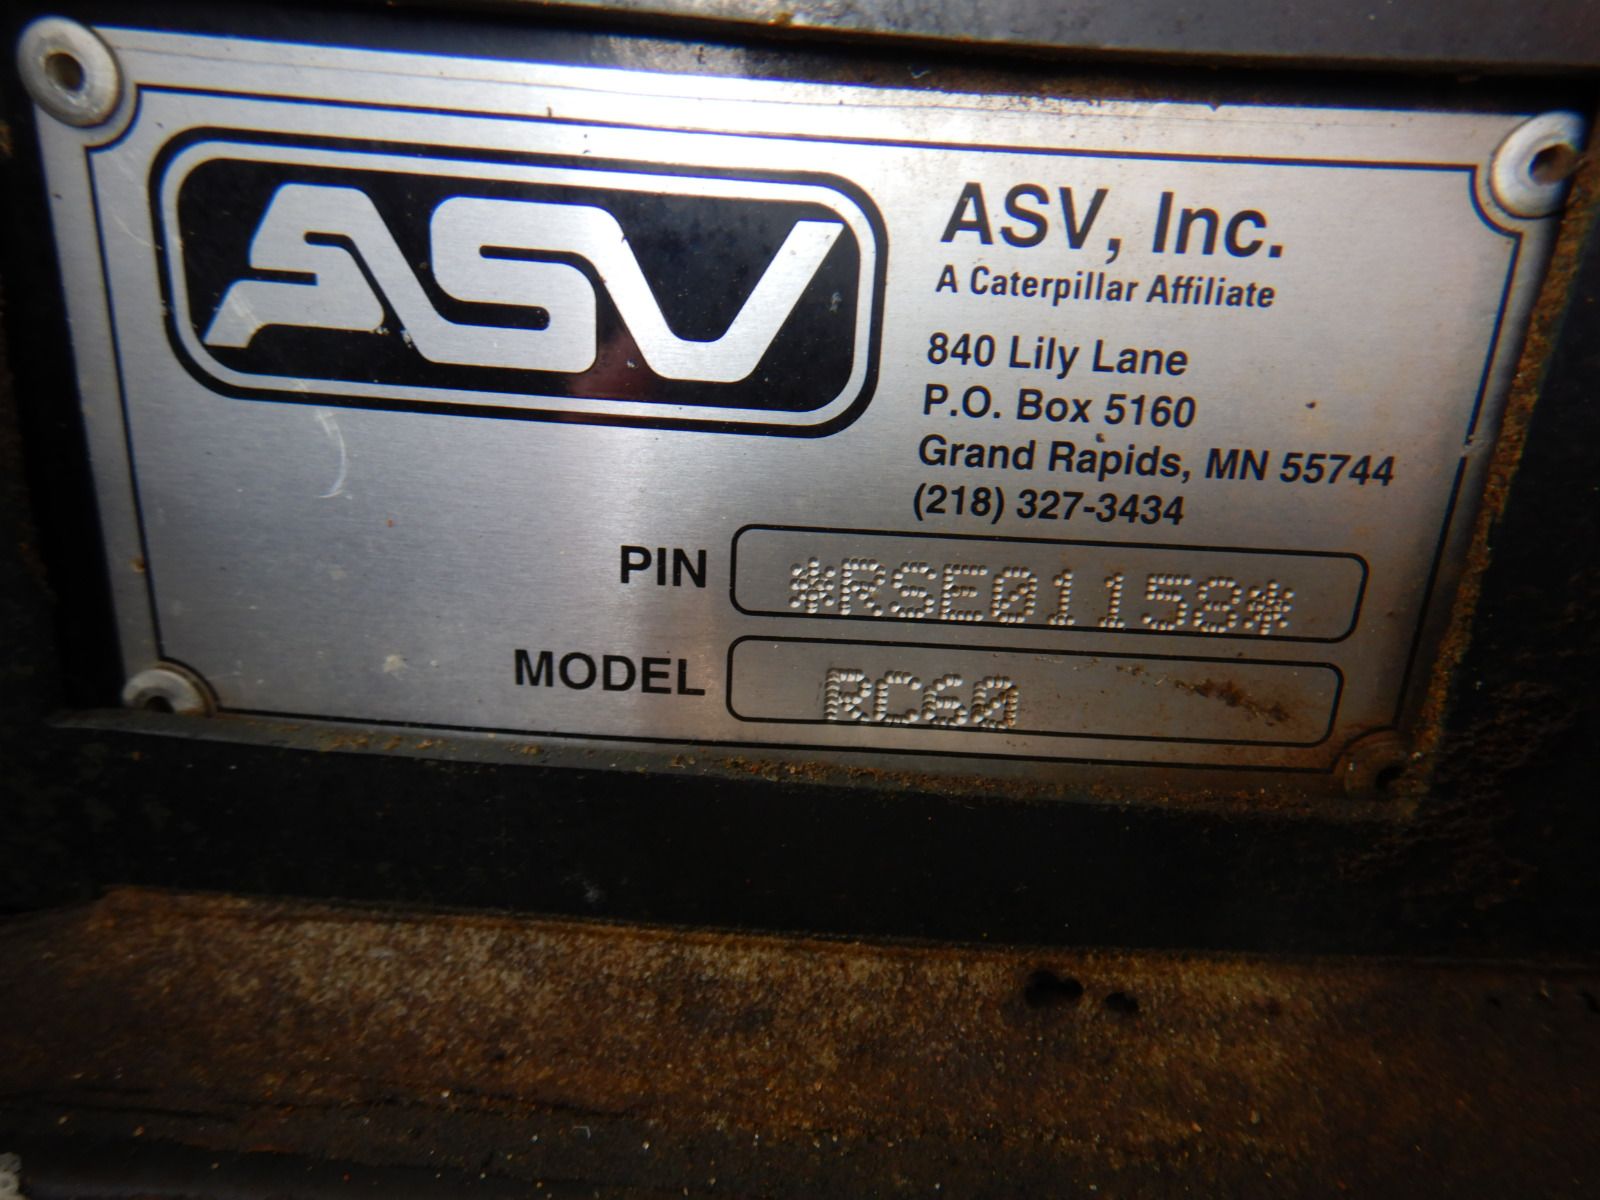 ASV
ASV, Inc.
A Caterpillar Affiliate
840 Lily Lane
P.O. Box 5160
Grand Rapids, MN 55744
(218) 327-3434
PIN *RSE01158*
MODEL RC60